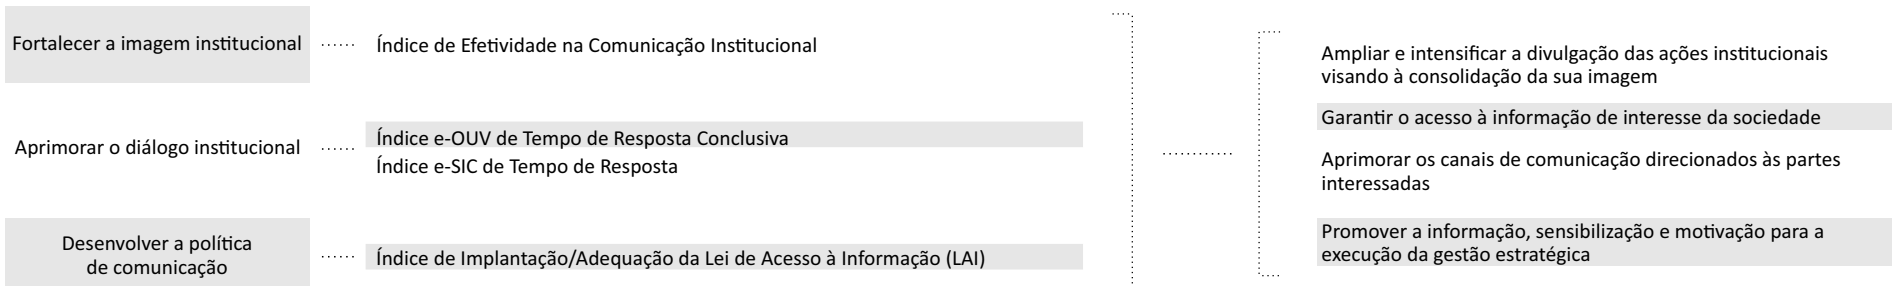 Fortalecer a imagem institucional
Índice de Efetividade na Comunicação Institucional
Aprimorar o diálogo institucional
Índice e-OUV de Tempo de Resposta Conclusiva
Índice e-SIC de Tempo de Resposta
Desenvolver a política
de comunicação
Índice de Implantação/Adequação da Lei de Acesso à Informação (LAI)
Ampliar e intensificar a divulgação das ações institucionais
visando à consolidação da sua imagem
Garantir o acesso à informação de interesse da sociedade
Aprimorar os canais de comunicação direcionados às partes
interessadas
Promover a informação, sensibilização e motivação para a
execução da gestão estratégica